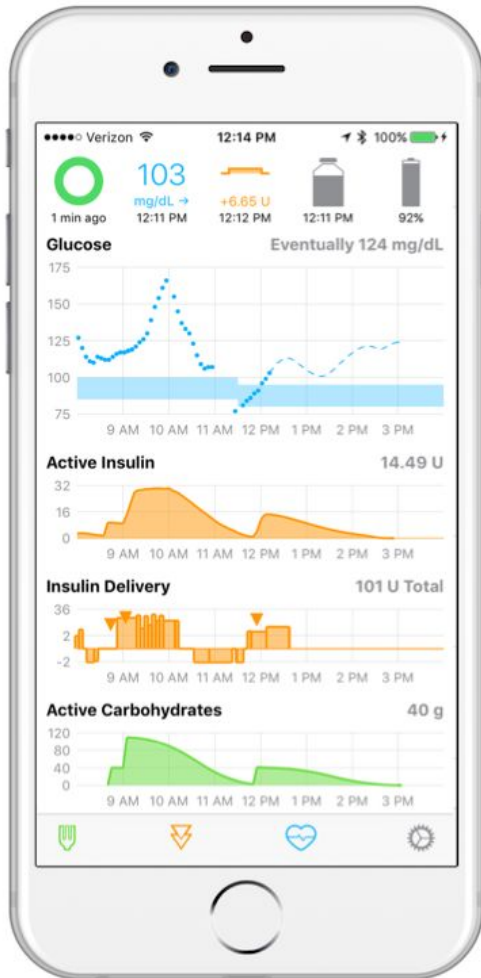 Verizon 12:14 PM 100%
103
mg/dL → +6.65 U
1 min ago 12:11 PM 12:12 PM 12:11 PM 92%
Glucose Eventually 124 mg/dL
175
150
125
100
75
9 AM 10 AM 11 AM 12 PM 1 PM 2 PM 3 PM
Active Insulin 14.49 U
32
16
0
9 AM 10 AM 11 AM 12 PM 1 PM 2 PM 3 PM
Insulin Delivery 101 U Total
36
2
-2
9 AM 10 AM 11 AM 12 PM 1 PM 2 PM 3 PM
Active Carbohydrates 40 g
120
80
40
0
9 AM 10 AM 11 AM 12 PM 1 PM 2 PM 3 PM